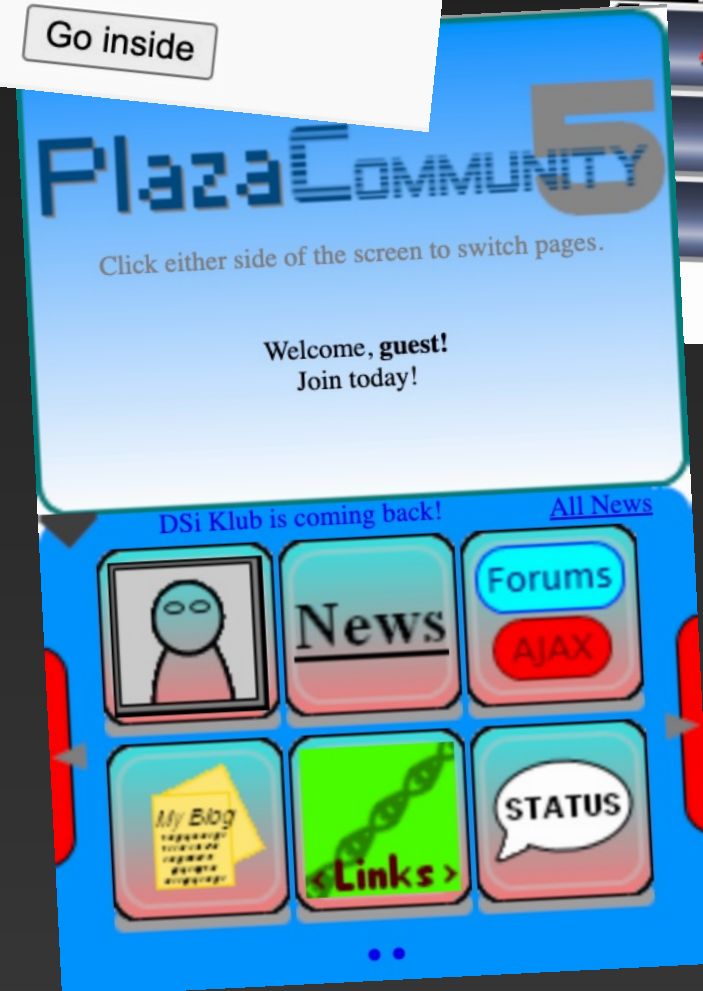 Go inside
PlazaCommunity 5
Click either side of the screen to switch pages.
Welcome, guest!
Join today!
DSi Klub is coming back!
All News
News
Forums
AJAX
My Blog
<Links>
STATUS